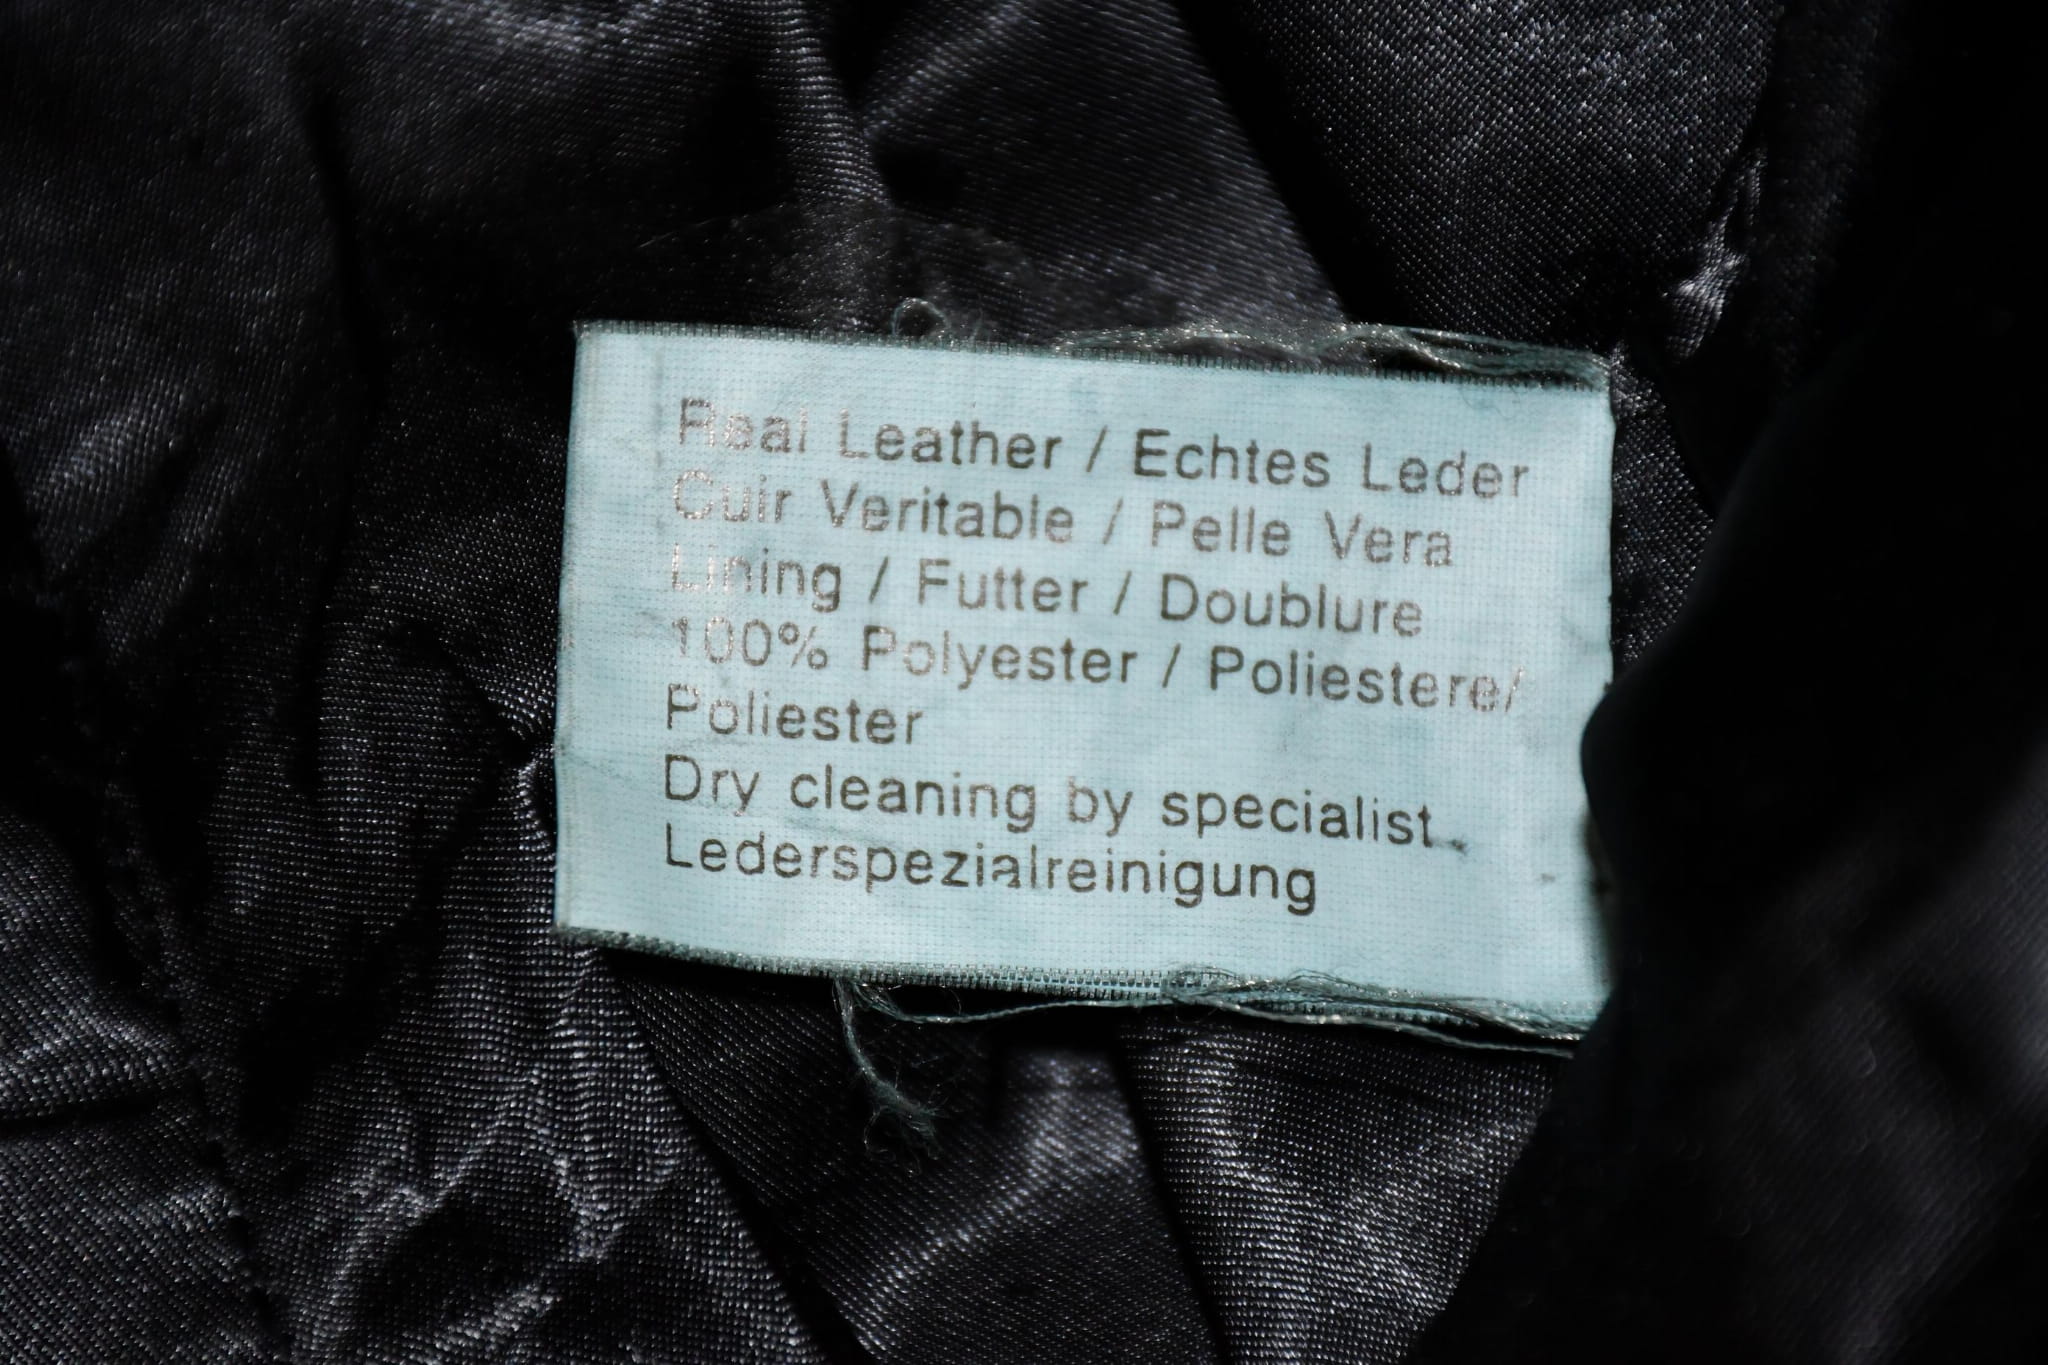 Real Leather / Echtes Leder
Cuir Veritable / Pelle Vera
Lining / Futter / Doublure
100% Polyester / Poliestere/
Poliester
Dry cleaning by specialist.
Lederspezialreinigung